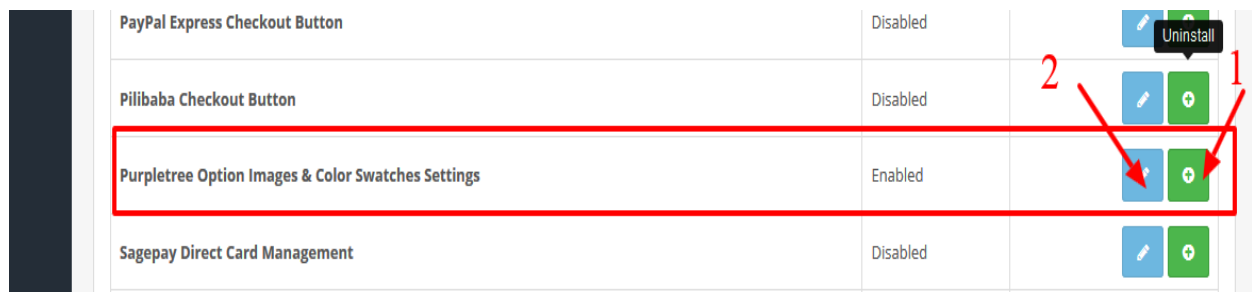 PayPal Express Checkout Button Disabled
Uninstall
2 1
Pilibaba Checkout Button Disabled
Purpletree Option Images & Color Swatches Settings Enabled
Sagepay Direct Card Management Disabled